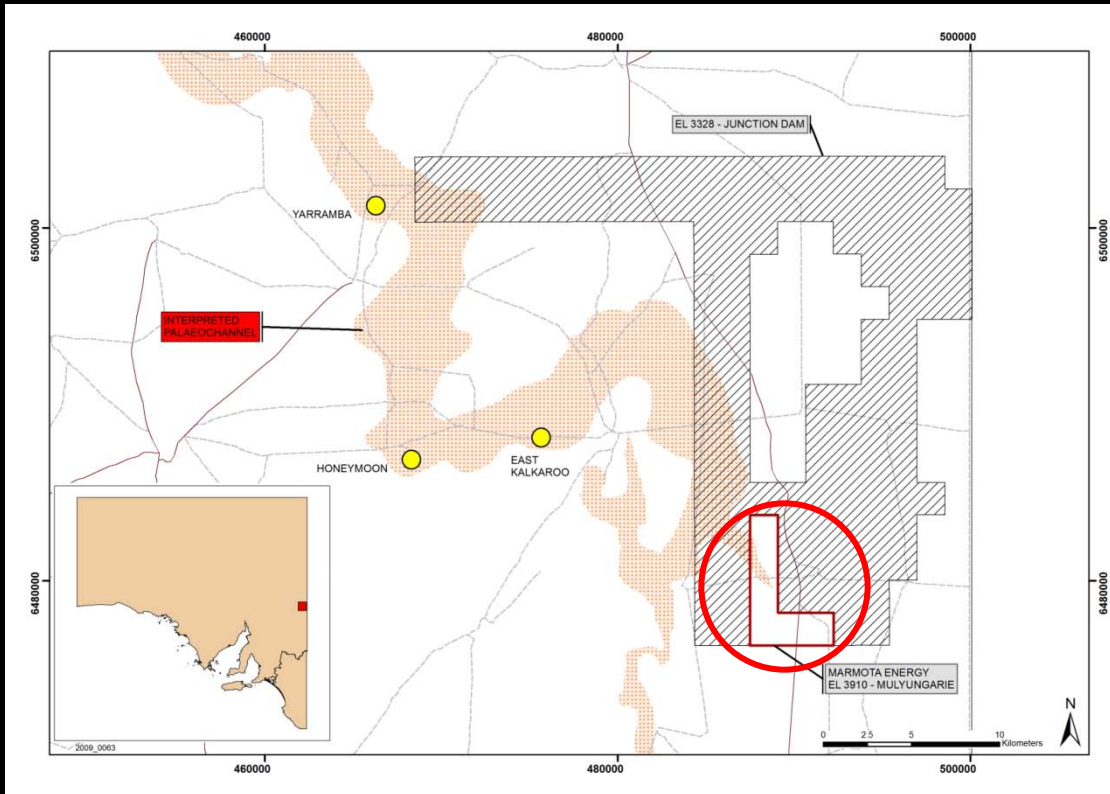 460000
480000
500000
EL 3328 - JUNCTION DAM
YARRAMBA
6500000
6500000
INTERPRETED
PALAEOCHANNEL
HONEYMOON
EAST
KALKAROO
6480000
6480000
MARMOTA ENERGY
EL 3910 - MULYUNGARIE
N
0 2.5 5 10
Kilometers
2009_0063
460000
480000
500000